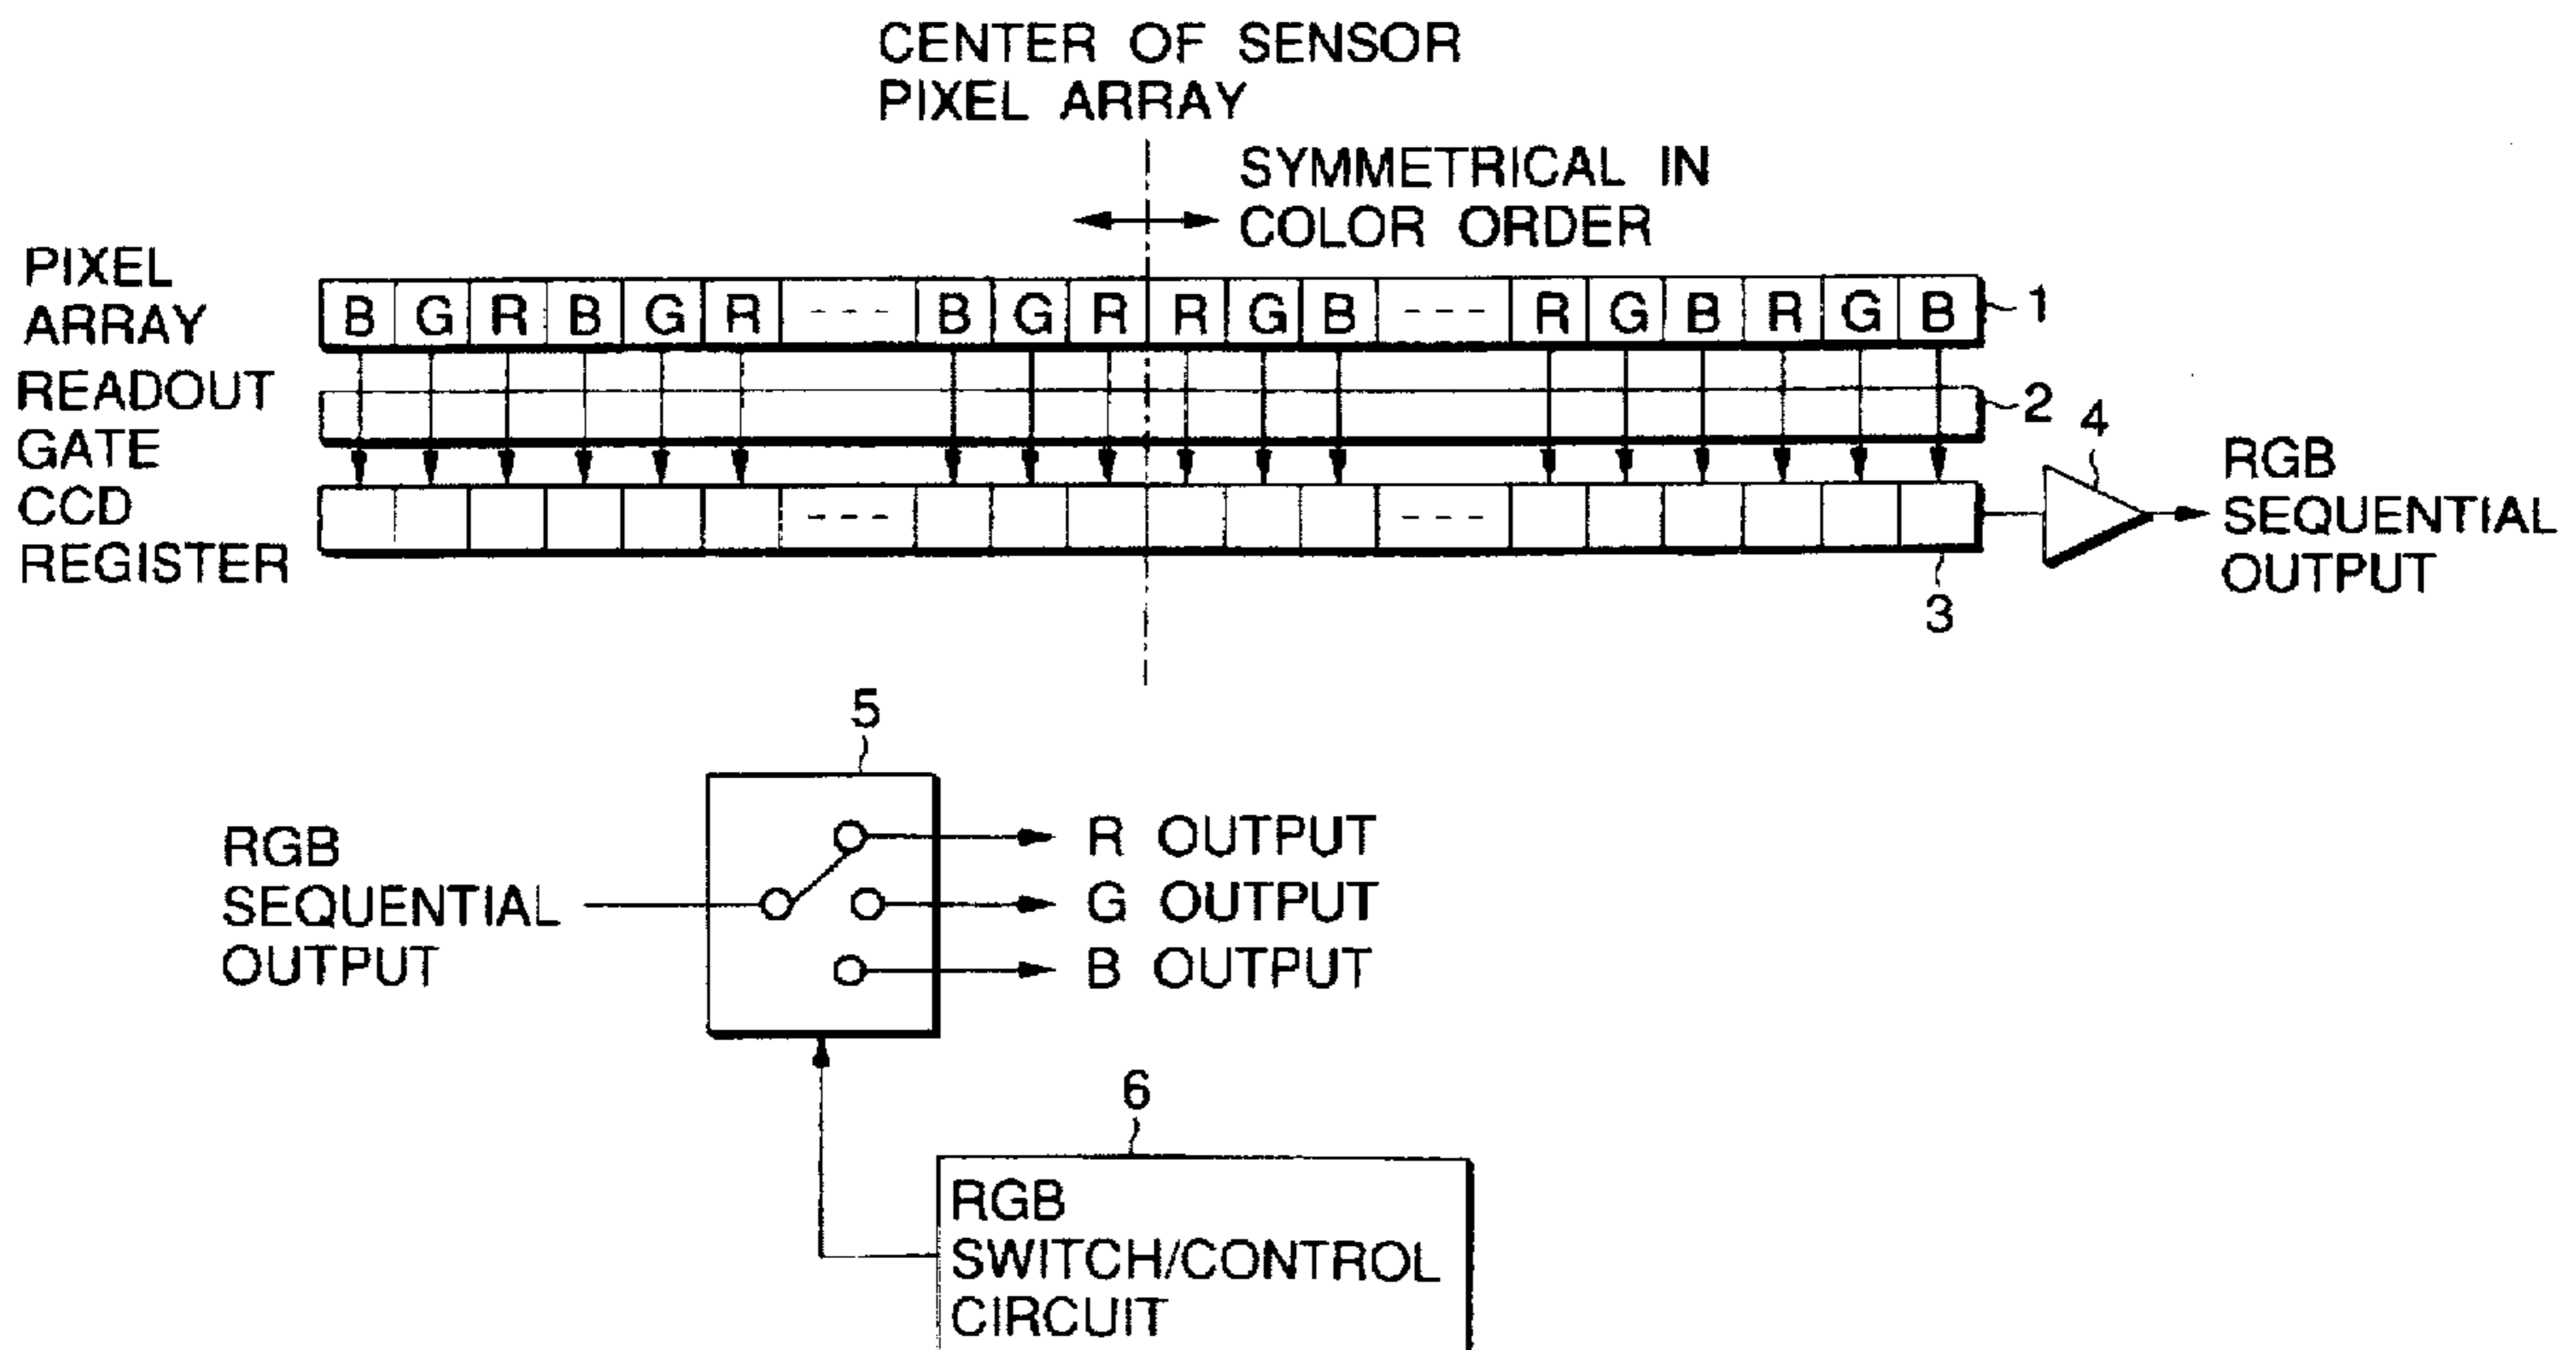 CENTER OF SENSOR
PIXEL ARRAY
SYMMETRICAL IN
COLOR ORDER
PIXEL
ARRAY
B G R B G R --- B G R R G B --- R G B R G B
1
READOUT
GATE
2
4
CCD
REGISTER
--- ---
3
RGB
SEQUENTIAL
OUTPUT
5
RGB
SEQUENTIAL
OUTPUT
R OUTPUT
G OUTPUT
B OUTPUT
6
RGB
SWITCH/CONTROL
CIRCUIT